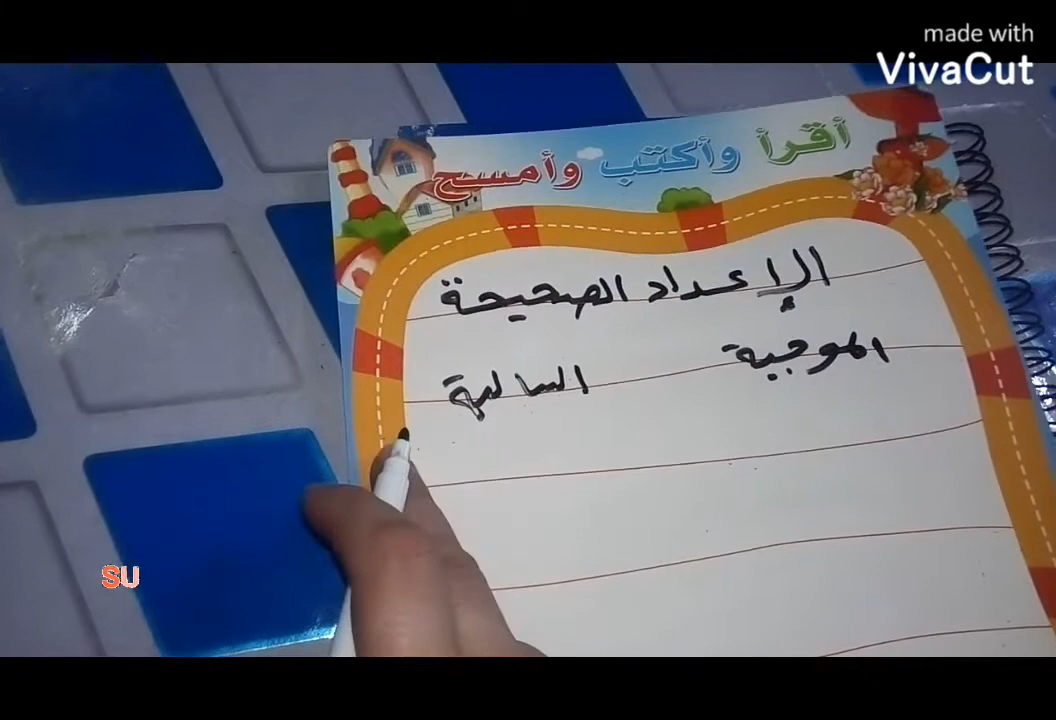 made with
VivaCut
أقرأ وأكتب وأمسح
الإعداد الصحيحة
الموجبة السالبة
SU